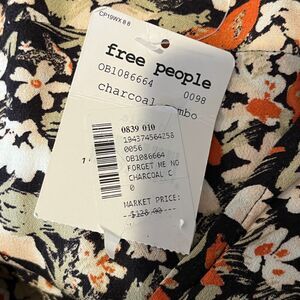 CP19WX 8 8
free people
OB1086664 0098
charcoal
0839 010
194374564258
0056
OB1086664
FORGET ME NO
CHARCOAL C
0
MARKET PRICE:
$128.00